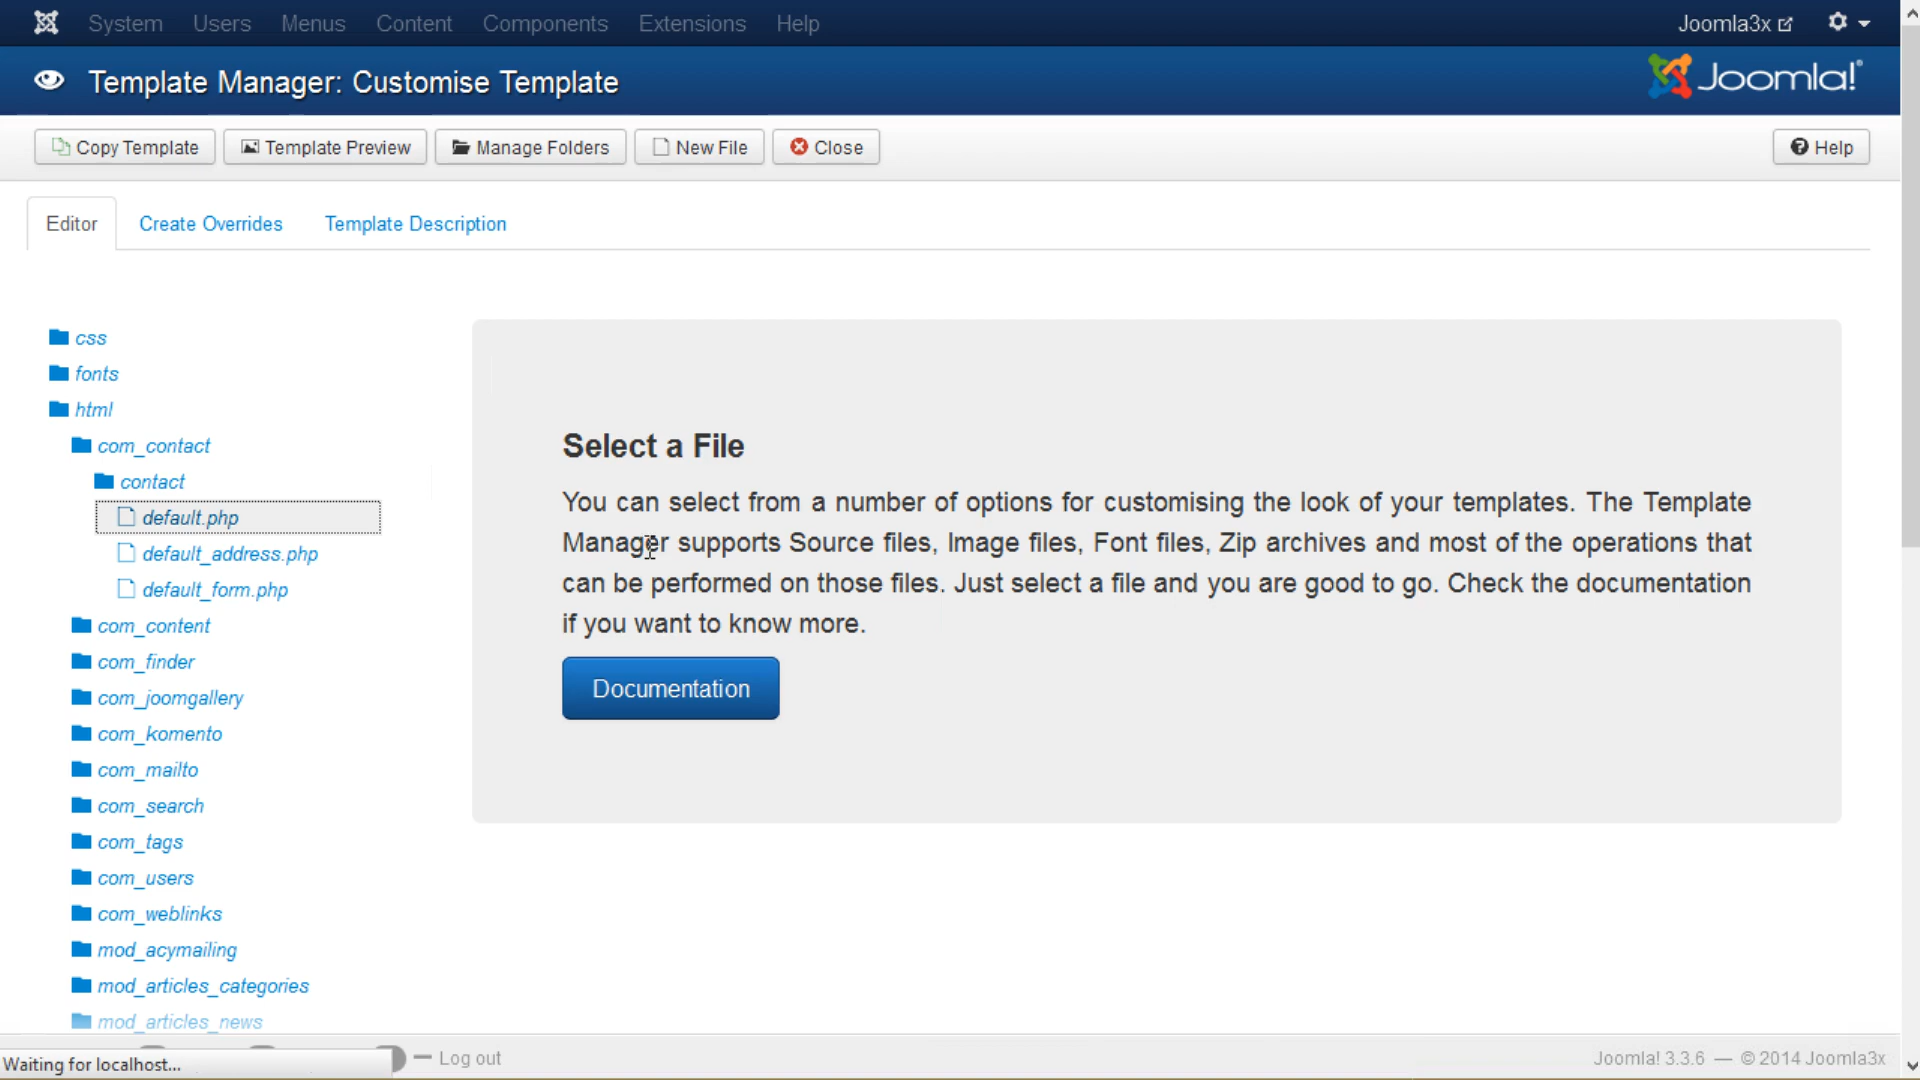 System Users Menus Content Components Extensions Help Joomla3x
Template Manager: Customise Template Joomla!®
Copy Template Template Preview Manage Folders New File Close Help
Editor Create Overrides Template Description
css
fonts
html
com_contact
contact
default.php
default_address.php
default_form.php
com_content
com_finder
com_joomgallery
com_komento
com_mailto
com_search
com_tags
com_users
com_weblinks
mod_acymailing
mod_articles_categories
mod_articles_news
Select a File
You can select from a number of options for customising the look of your templates. The Template
Manager supports Source files, Image files, Font files, Zip archives and most of the operations that
can be performed on those files. Just select a file and you are good to go. Check the documentation
if you want to know more.
Documentation
Waiting for localhost... Log out Joomla! 3.3.6 — © 2014 Joomla3x